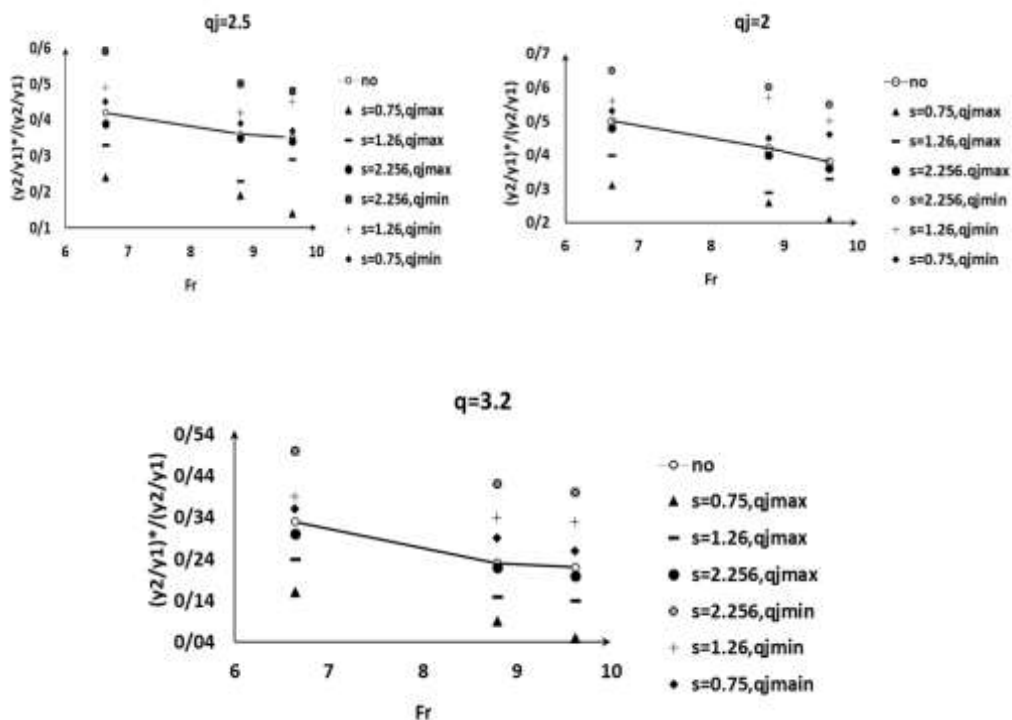 qj=2.5
0/6
0/5
0/4
0/3
0/2
0/1
(y2/y1)*/(y2/y1)
6 7 8 9 10
Fr
no
s=0.75,qjmax
s=1.26,qjmax
s=2.256,qjmax
s=2.256,qjmin
s=1.26,qjmin
s=0.75,qjmin
qj=2
0/7
0/6
0/5
0/4
0/3
0/2
(y2/y1)*/(y2/y1)
6 7 8 9 10
Fr
no
s=0.75,qjmax
s=1.26,qjmax
s=2.256,qjmax
s=2.256,qjmin
s=1.26,qjmin
s=0.75,qjmin
q=3.2
0/54
0/44
0/34
0/24
0/14
0/04
(y2/y1)*/(y2/y1)
6 7 8 9 10
Fr
no
s=0.75,qjmax
s=1.26,qjmax
s=2.256,qjmax
s=2.256,qjmin
s=1.26,qjmin
s=0.75,qjmain